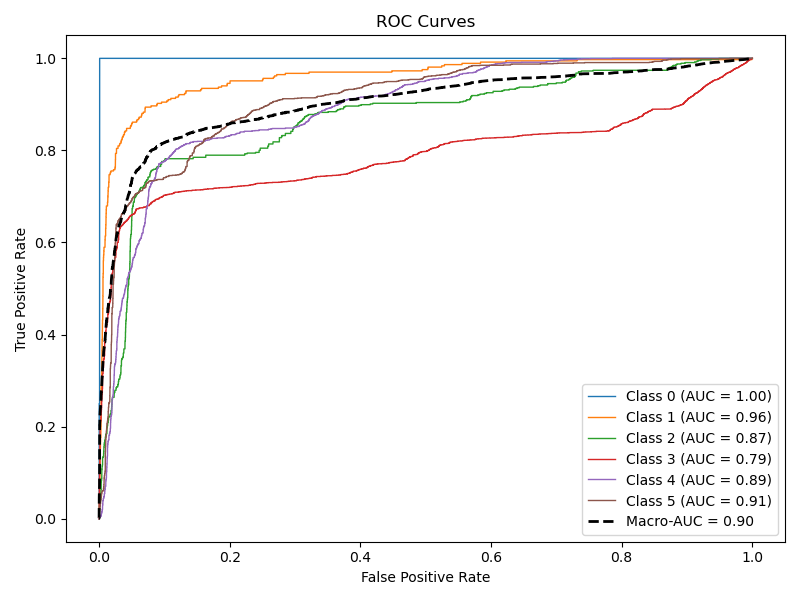 ROC Curves
True Positive Rate
1.0
0.8
0.6
0.4
0.2
0.0
Class 0 (AUC = 1.00)
Class 1 (AUC = 0.96)
Class 2 (AUC = 0.87)
Class 3 (AUC = 0.79)
Class 4 (AUC = 0.89)
Class 5 (AUC = 0.91)
Macro-AUC = 0.90
0.0 0.2 0.4 0.6 0.8 1.0
False Positive Rate